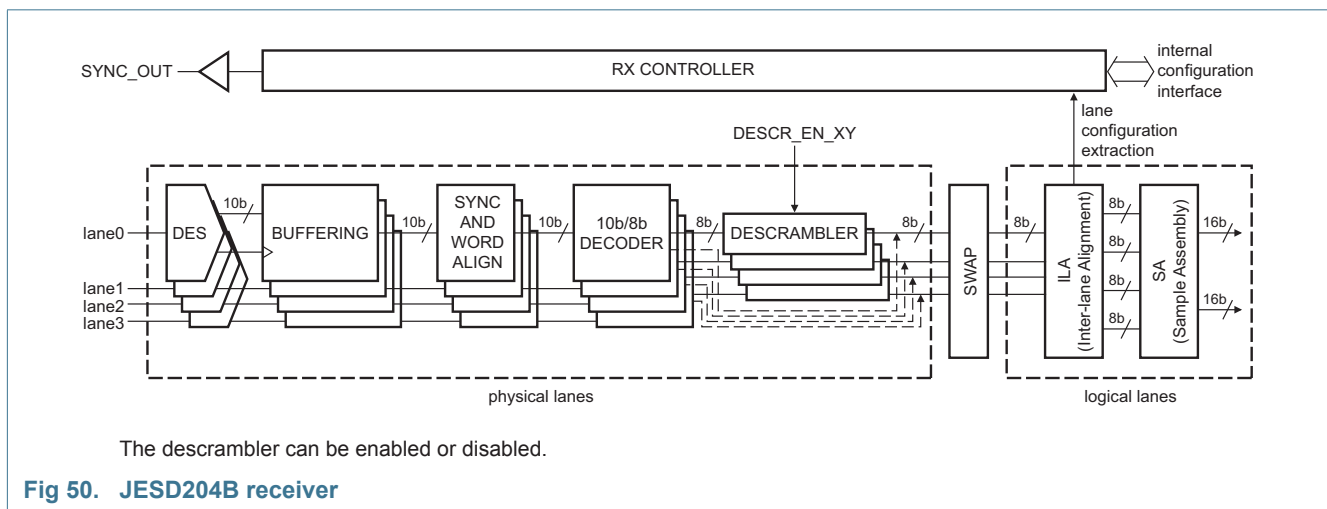 SYNC_OUT
RX CONTROLLER
internal
configuration
interface
lane
configuration
extraction
DESCR_EN_XY
lane0
lane1
lane2
lane3
DES
10b
BUFFERING
10b
SYNC
AND
WORD
ALIGN
10b
10b/8b
DECODER
8b
DESCRAMBLER
8b
SWAP
8b
ILA
(Inter-lane Alignment)
8b
8b
8b
8b
SA
(Sample Assembly)
16b
16b
physical lanes
logical lanes
The descrambler can be enabled or disabled.
Fig 50. JESD204B receiver